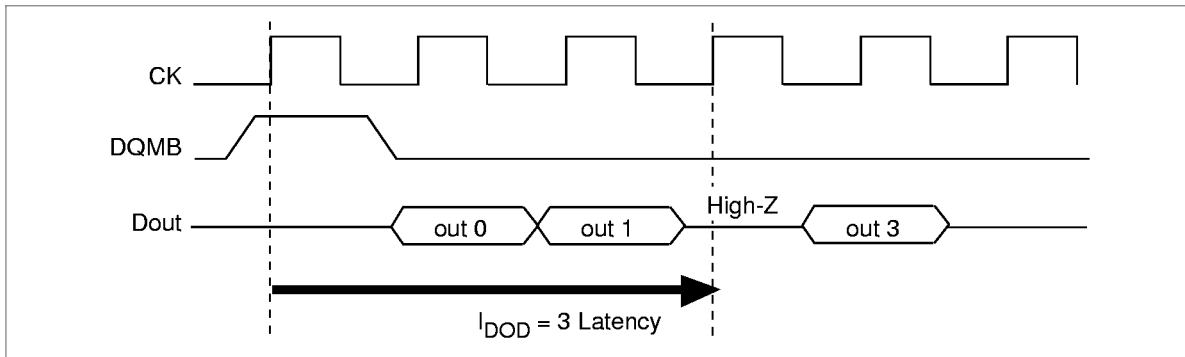 CK
DQMB
Dout
out 0
out 1
High-Z
out 3
lDOD = 3 Latency